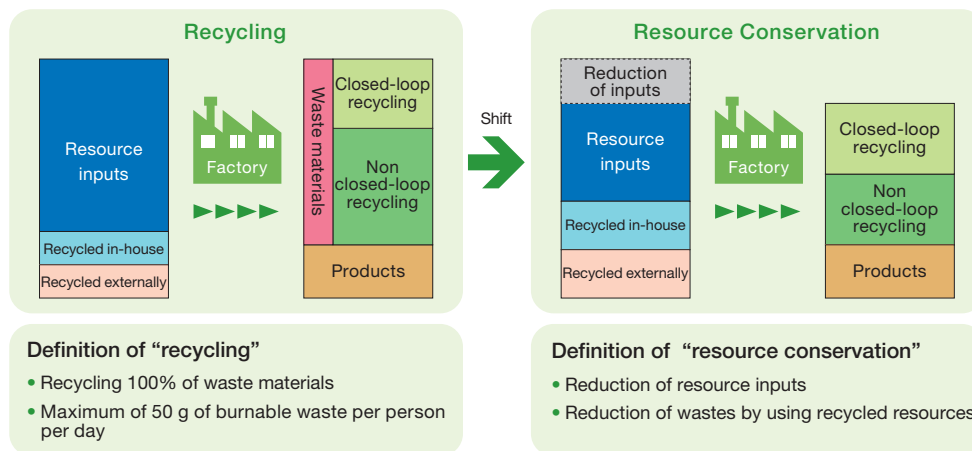 Recycling
Resource
inputs
Recycled in-house
Recycled externally
Factory
Waste materials
Closed-loop
recycling
Non
closed-loop
recycling
Products
Shift
Resource Conservation
Reduction
of inputs
Resource
inputs
Recycled in-house
Recycled externally
Factory
Closed-loop
recycling
Non
closed-loop
recycling
Products
Definition of “recycling”
• Recycling 100% of waste materials
• Maximum of 50 g of burnable waste per person
per day
Definition of “resource conservation”
• Reduction of resource inputs
• Reduction of wastes by using recycled resources